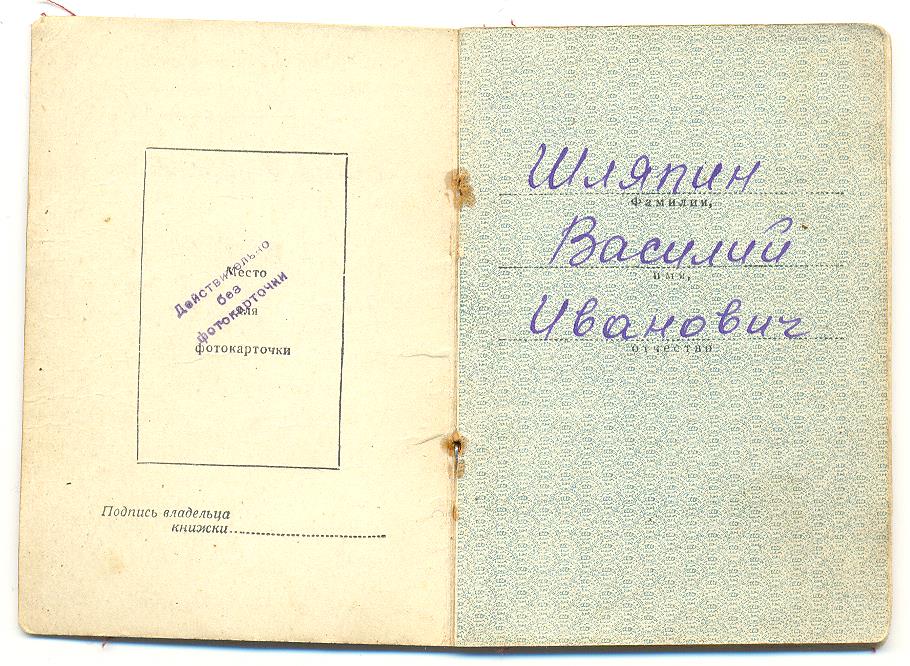 Место
для
фотокарточки
Действительно
без
фотокарточки
Подпись владельца
книжки
Шляпин
фамилия,
Василий
имя,
Иванович
отчество